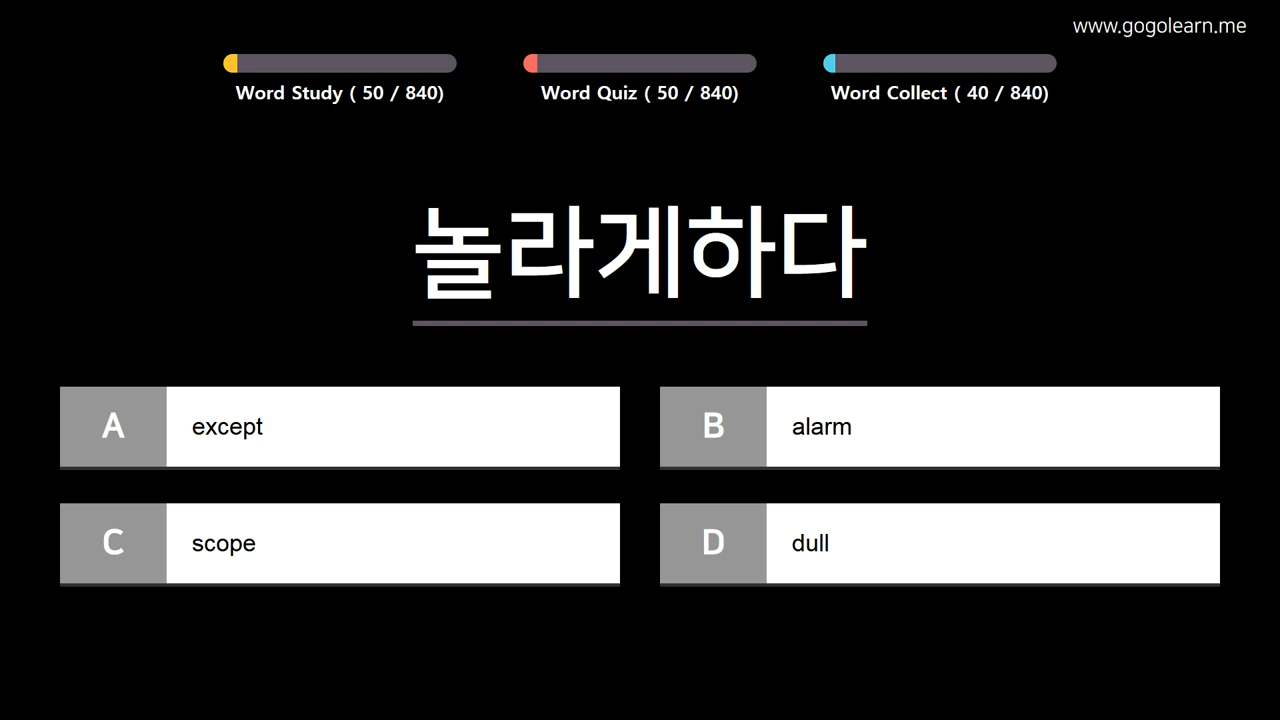 www.gogolearn.me
Word Study ( 50 / 840)
Word Quiz ( 50 / 840)
Word Collect ( 40 / 840)
놀라게하다
A except
B alarm
C scope
D dull